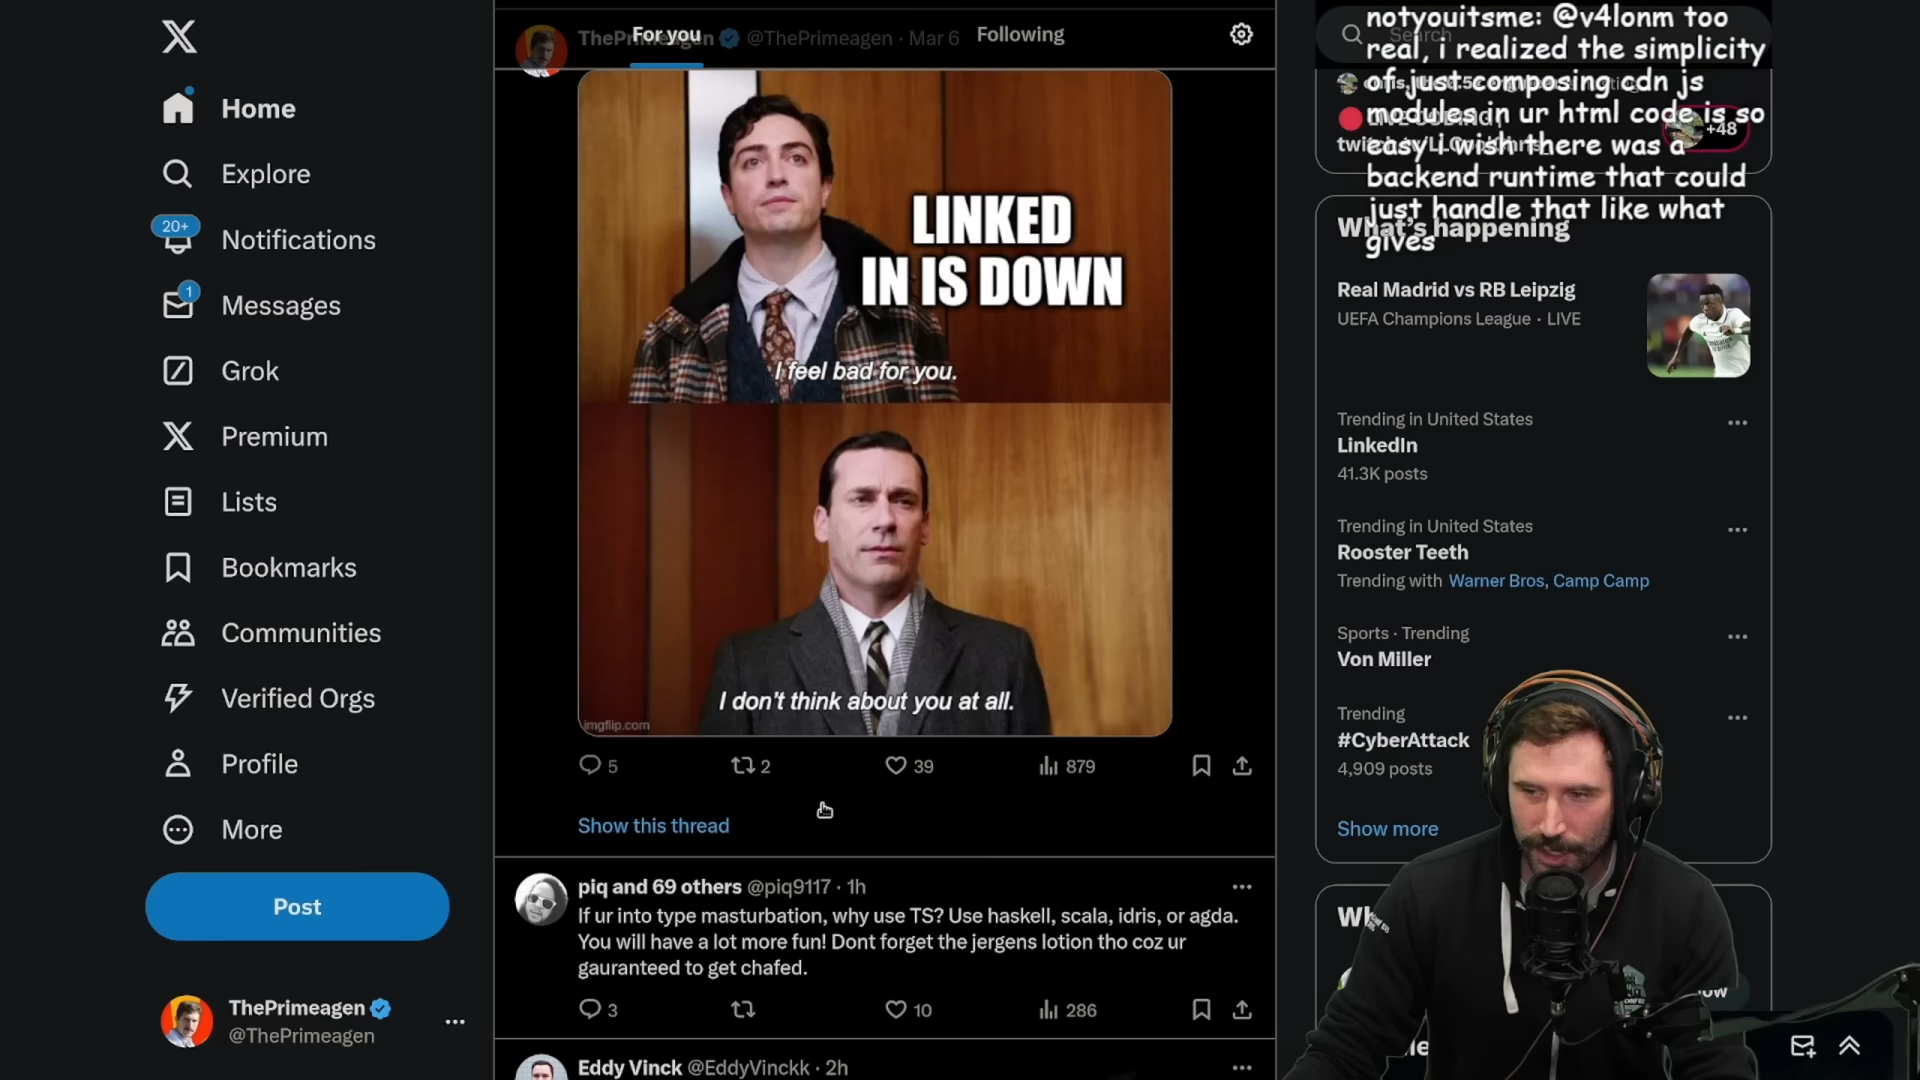 Home
Explore
20+
Notifications
1
Messages
Grok
Premium
Lists
Bookmarks
Communities
Verified Orgs
Profile
More
Post
ThePrimeagen
@ThePrimeagen
For you
Following
ThePrimeagen @ThePrimeagen · Mar 6
LINKED
IN IS DOWN
I feel bad for you.
I don't think about you at all.
imgflip.com
5
2
39
879
Show this thread
piq and 69 others @piq9117 · 1h
If ur into type masturbation, why use TS? Use haskell, scala, idris, or agda.
You will have a lot more fun! Dont forget the jergens lotion tho coz ur
gauranteed to get chafed.
3
10
286
Eddy Vinck @EddyVinckk · 2h
Search
notyouitsme: @v4lonm too
real, i realized the simplicity
of just composing cdn js
modules in ur html code is so
easy i wish there was a
backend runtime that could
just handle that like what
gives
+48
What's happening
Real Madrid vs RB Leipzig
UEFA Champions League · LIVE
Trending in United States
LinkedIn
41.3K posts
Trending in United States
Rooster Teeth
Trending with Warner Bros, Camp Camp
Sports · Trending
Von Miller
Trending
#CyberAttack
4,909 posts
Show more